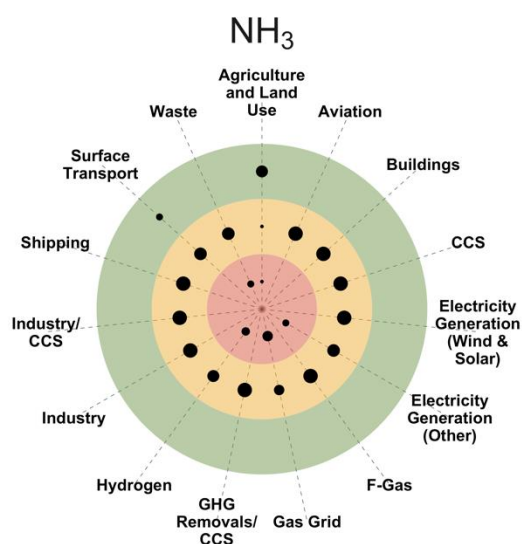 NH₃
Agriculture
and Land
Use
Waste
Aviation
Surface
Transport
Buildings
Shipping
CCS
Industry/
CCS
Electricity
Generation
(Wind &
Solar)
Industry
Electricity
Generation
(Other)
Hydrogen
F-Gas
GHG
Removals/
CCS
Gas Grid